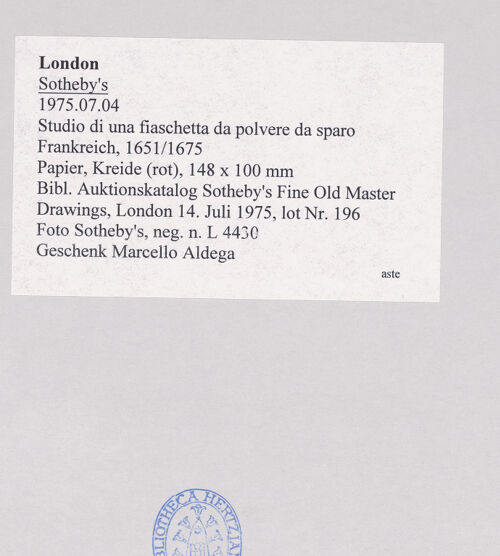 London
Sotheby's
1975.07.04
Studio di una fiaschetta da polvere da sparo
Frankreich, 1651/1675
Papier, Kreide (rot), 148 x 100 mm
Bibl. Auktionskatalog Sotheby's Fine Old Master
Drawings, London 14. Juli 1975, lot Nr. 196
Foto Sotheby's, neg. n. L 4430
Geschenk Marcello Aldega
aste
BLIOTHECA HERTZIAN